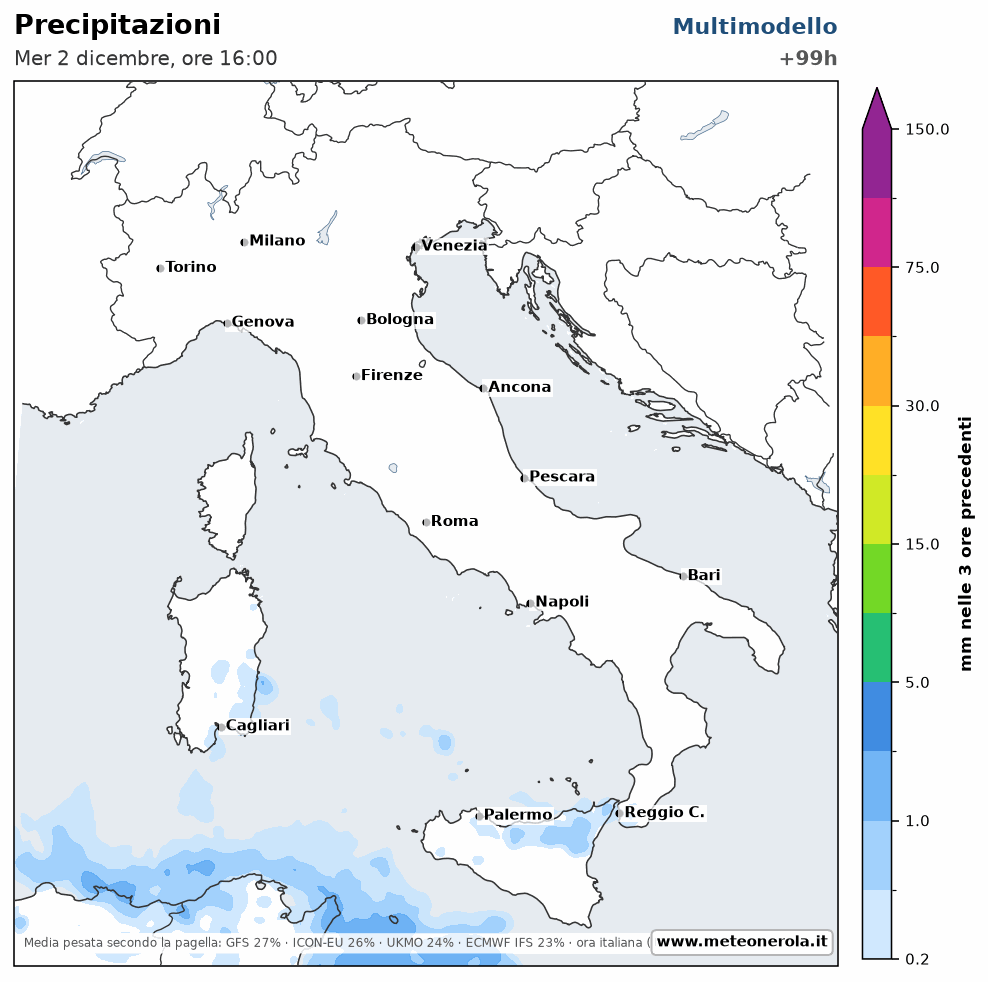 Precipitazioni
Multimodello
Mer 2 dicembre, ore 16:00
+99h
150.0
75.0
30.0
15.0
5.0
1.0
0.2
mm nelle 3 ore precedenti
Milano
Venezia
Torino
Genova
Bologna
Firenze
Ancona
Pescara
Roma
Bari
Napoli
Cagliari
Palermo
Reggio C.
Media pesata secondo la pagella: GFS 27% · ICON-EU 26% · UKMO 24% · ECMWF IFS 23% · ora italiana (
www.meteonerola.it